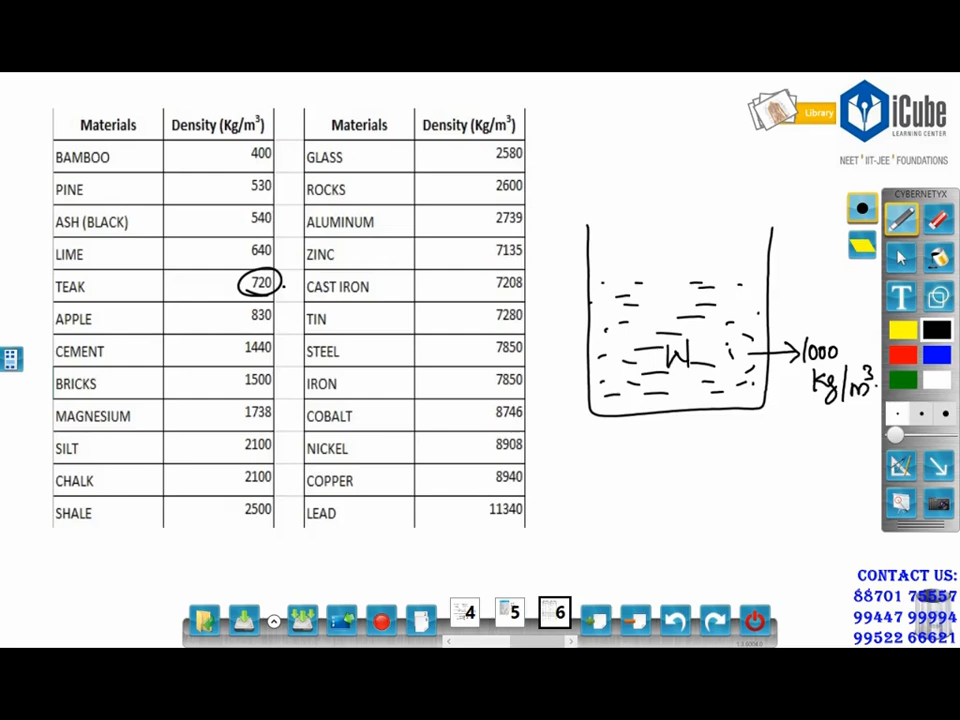 Library
iCube
LEARNING CENTER
NEET ' IIT-JEE ' FOUNDATIONS
Materials Density (Kg/m³) Materials Density (Kg/m³)
BAMBOO 400 GLASS 2580
PINE 530 ROCKS 2600
ASH (BLACK) 540 ALUMINUM 2739
LIME 640 ZINC 7135
TEAK 720 CAST IRON 7208
APPLE 830 TIN 7280
CEMENT 1440 STEEL 7850
BRICKS 1500 IRON 7850
MAGNESIUM 1738 COBALT 8746
SILT 2100 NICKEL 8908
CHALK 2100 COPPER 8940
SHALE 2500 LEAD 11340
1000
Kg/m³
CYBERNETYX
T
CONTACT US:
88701 75557
99447 99994
99522 66621
4 5 6